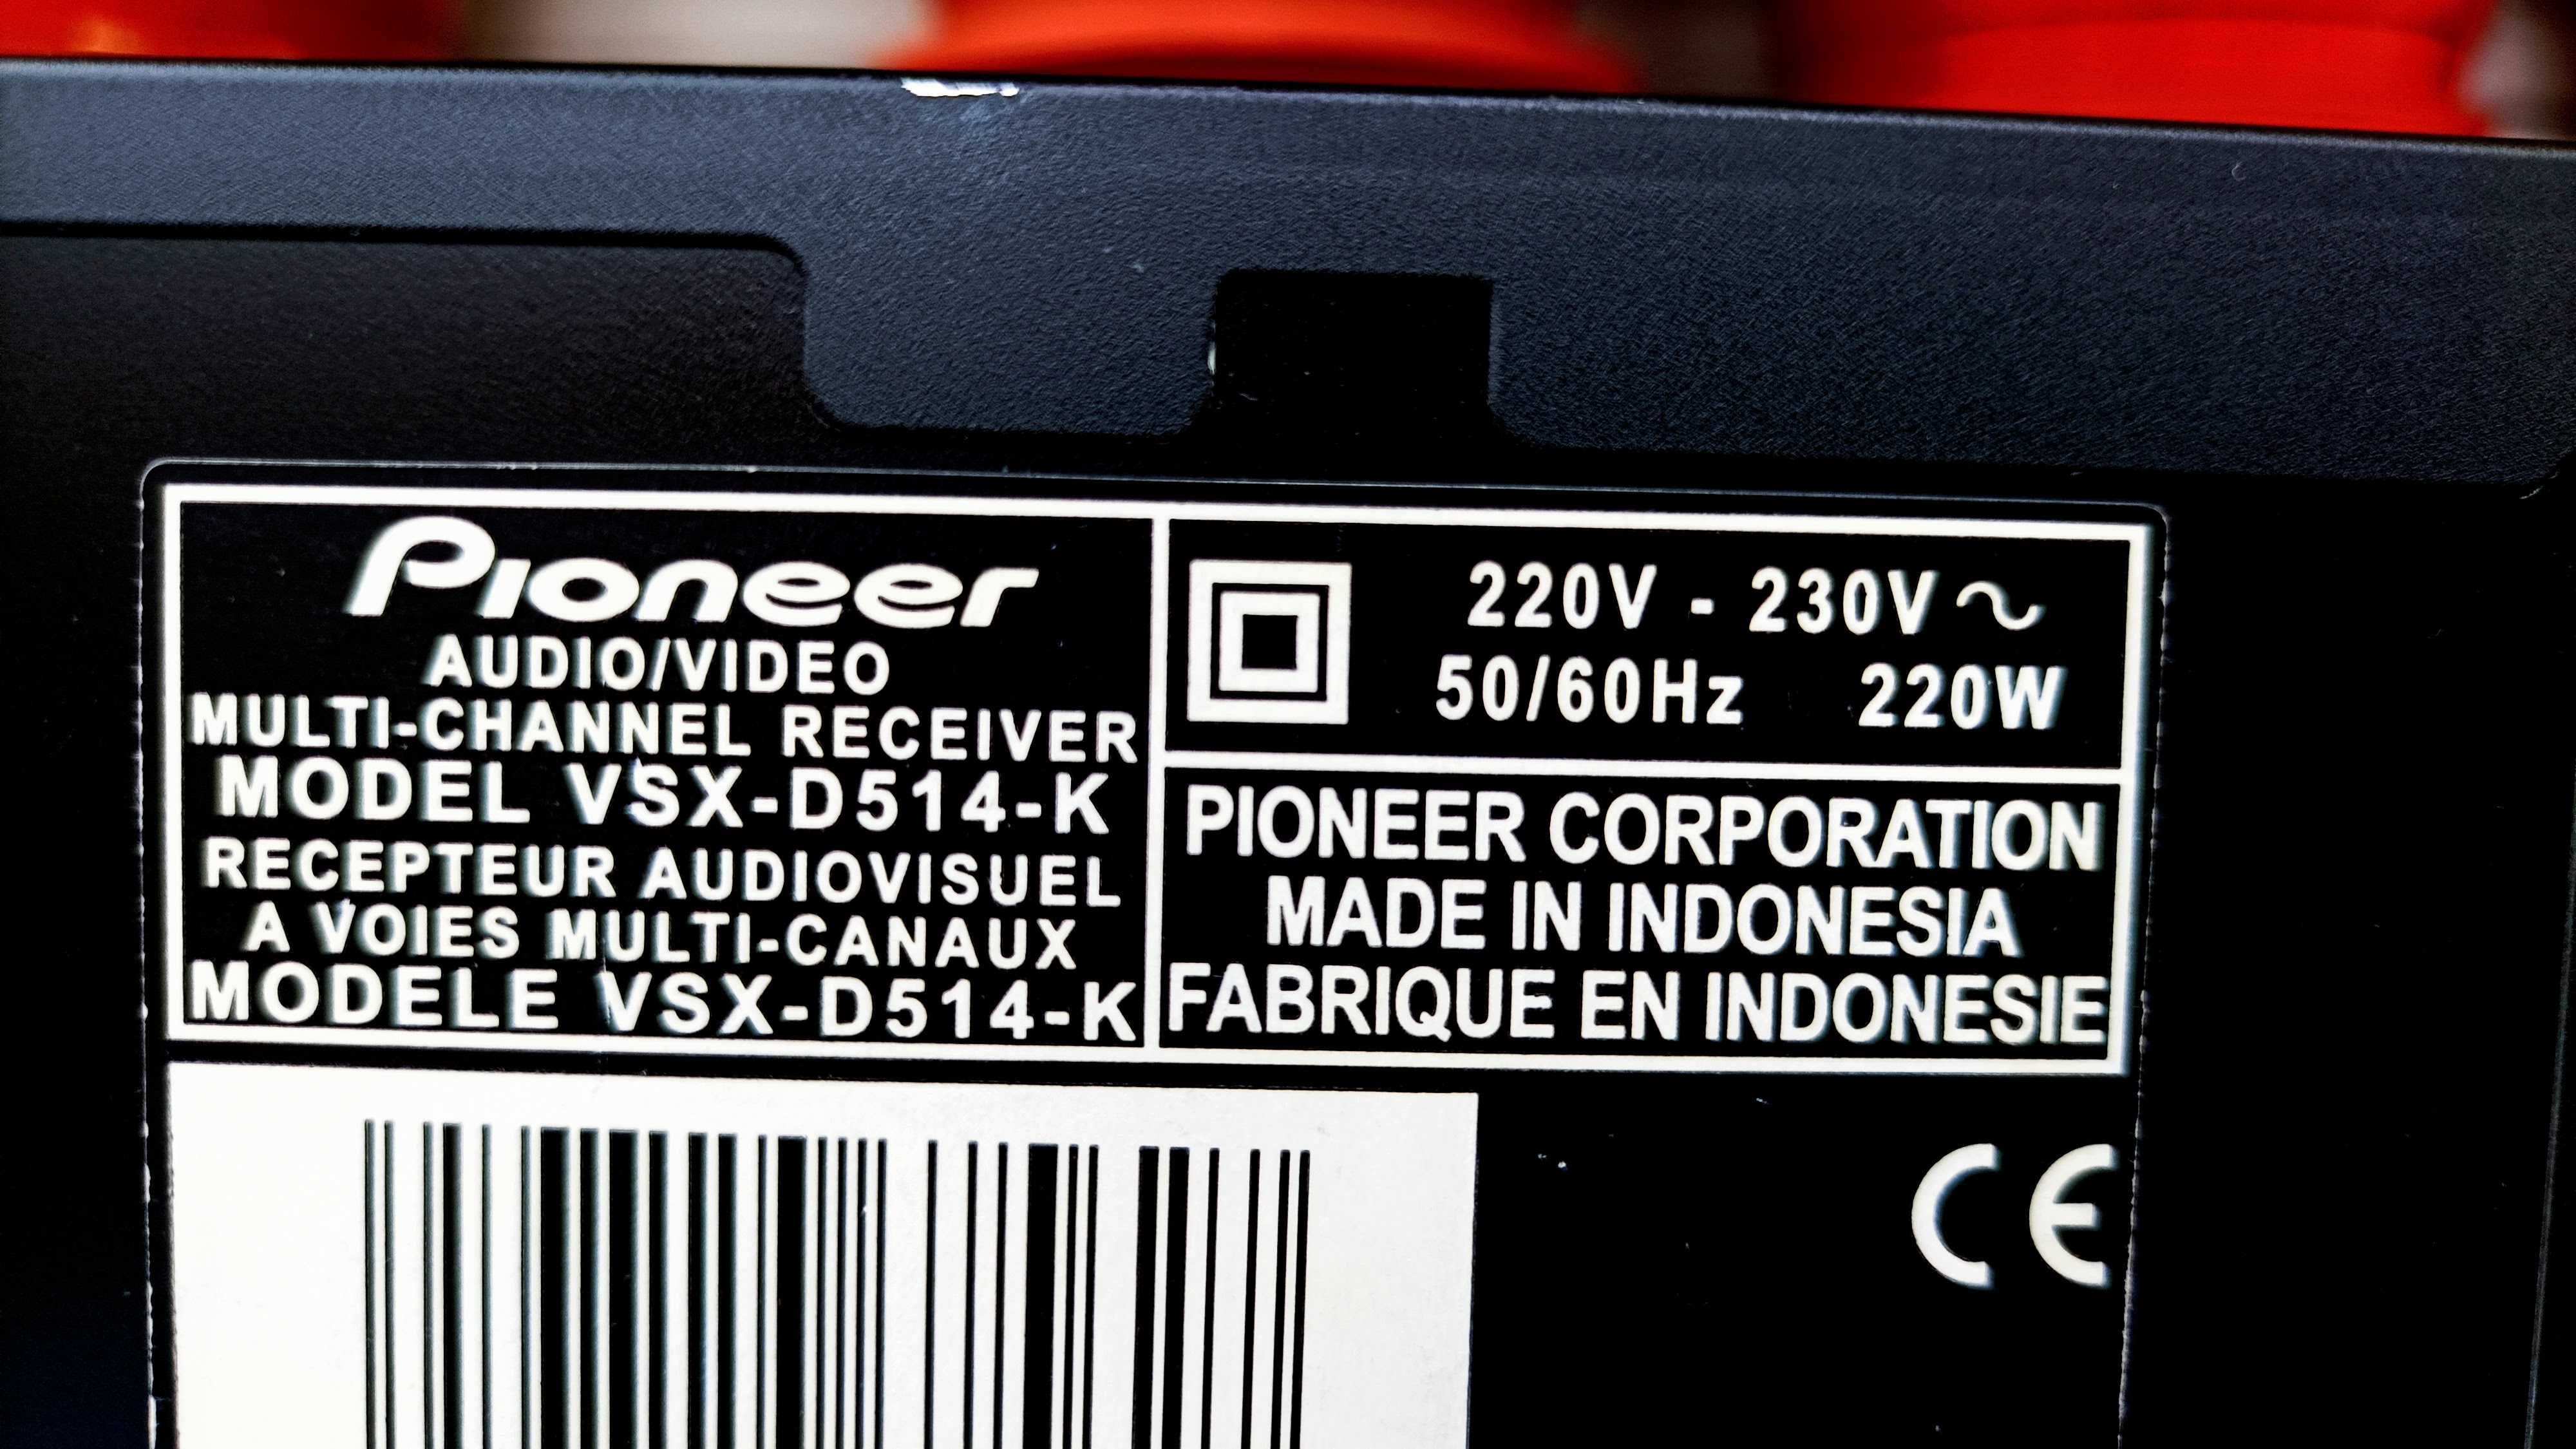 Pioneer
AUDIO/VIDEO
MULTI-CHANNEL RECEIVER
MODEL VSX-D514-K
RECEPTEUR AUDIOVISUEL
A VOIES MULTI-CANAUX
MODELE VSX-D514-K
220V - 230V ~
50/60Hz 220W
PIONEER CORPORATION
MADE IN INDONESIA
FABRIQUE EN INDONESIE
CE